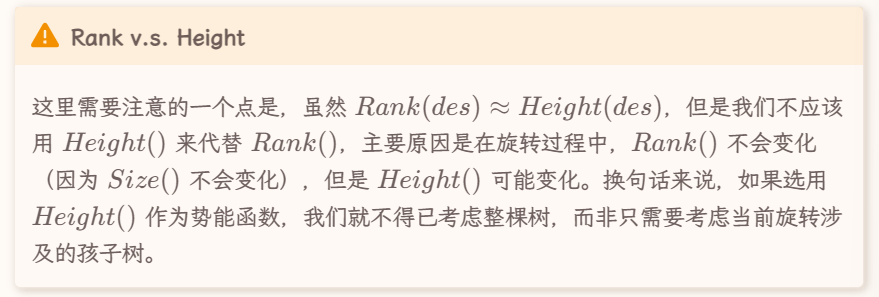 Rank v.s. Height
这里需要注意的一个点是，虽然 Rank(des) ≈ Height(des)，但是我们不应该
用 Height() 来代替 Rank()，主要原因是在旋转过程中，Rank() 不会变化
（因为 Size() 不会变化）, 但是 Height() 可能变化。换句话来说，如果选用
Height() 作为势能函数，我们就不得已考虑整棵树，而非只需要考虑当前旋转涉
及的孩子树。